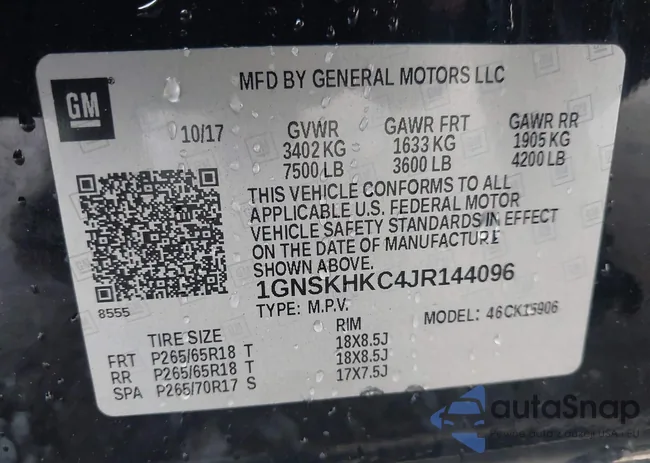 GM
MFD BY GENERAL MOTORS LLC
10/17 GVWR GAWR FRT GAWR RR
3402 KG 1633 KG 1905 KG
7500 LB 3600 LB 4200 LB
THIS VEHICLE CONFORMS TO ALL
APPLICABLE U.S. FEDERAL MOTOR
VEHICLE SAFETY STANDARDS IN EFFECT
ON THE DATE OF MANUFACTURE
SHOWN ABOVE.
1GNSKHKC4JR144096
8555 TYPE: M.P.V. MODEL: 46CK15906
TIRE SIZE RIM
FRT P265/65R18 T 18X8.5J
RR P265/65R18 T 18X8.5J
SPA P265/70R17 S 17X7.5J
autoSnap